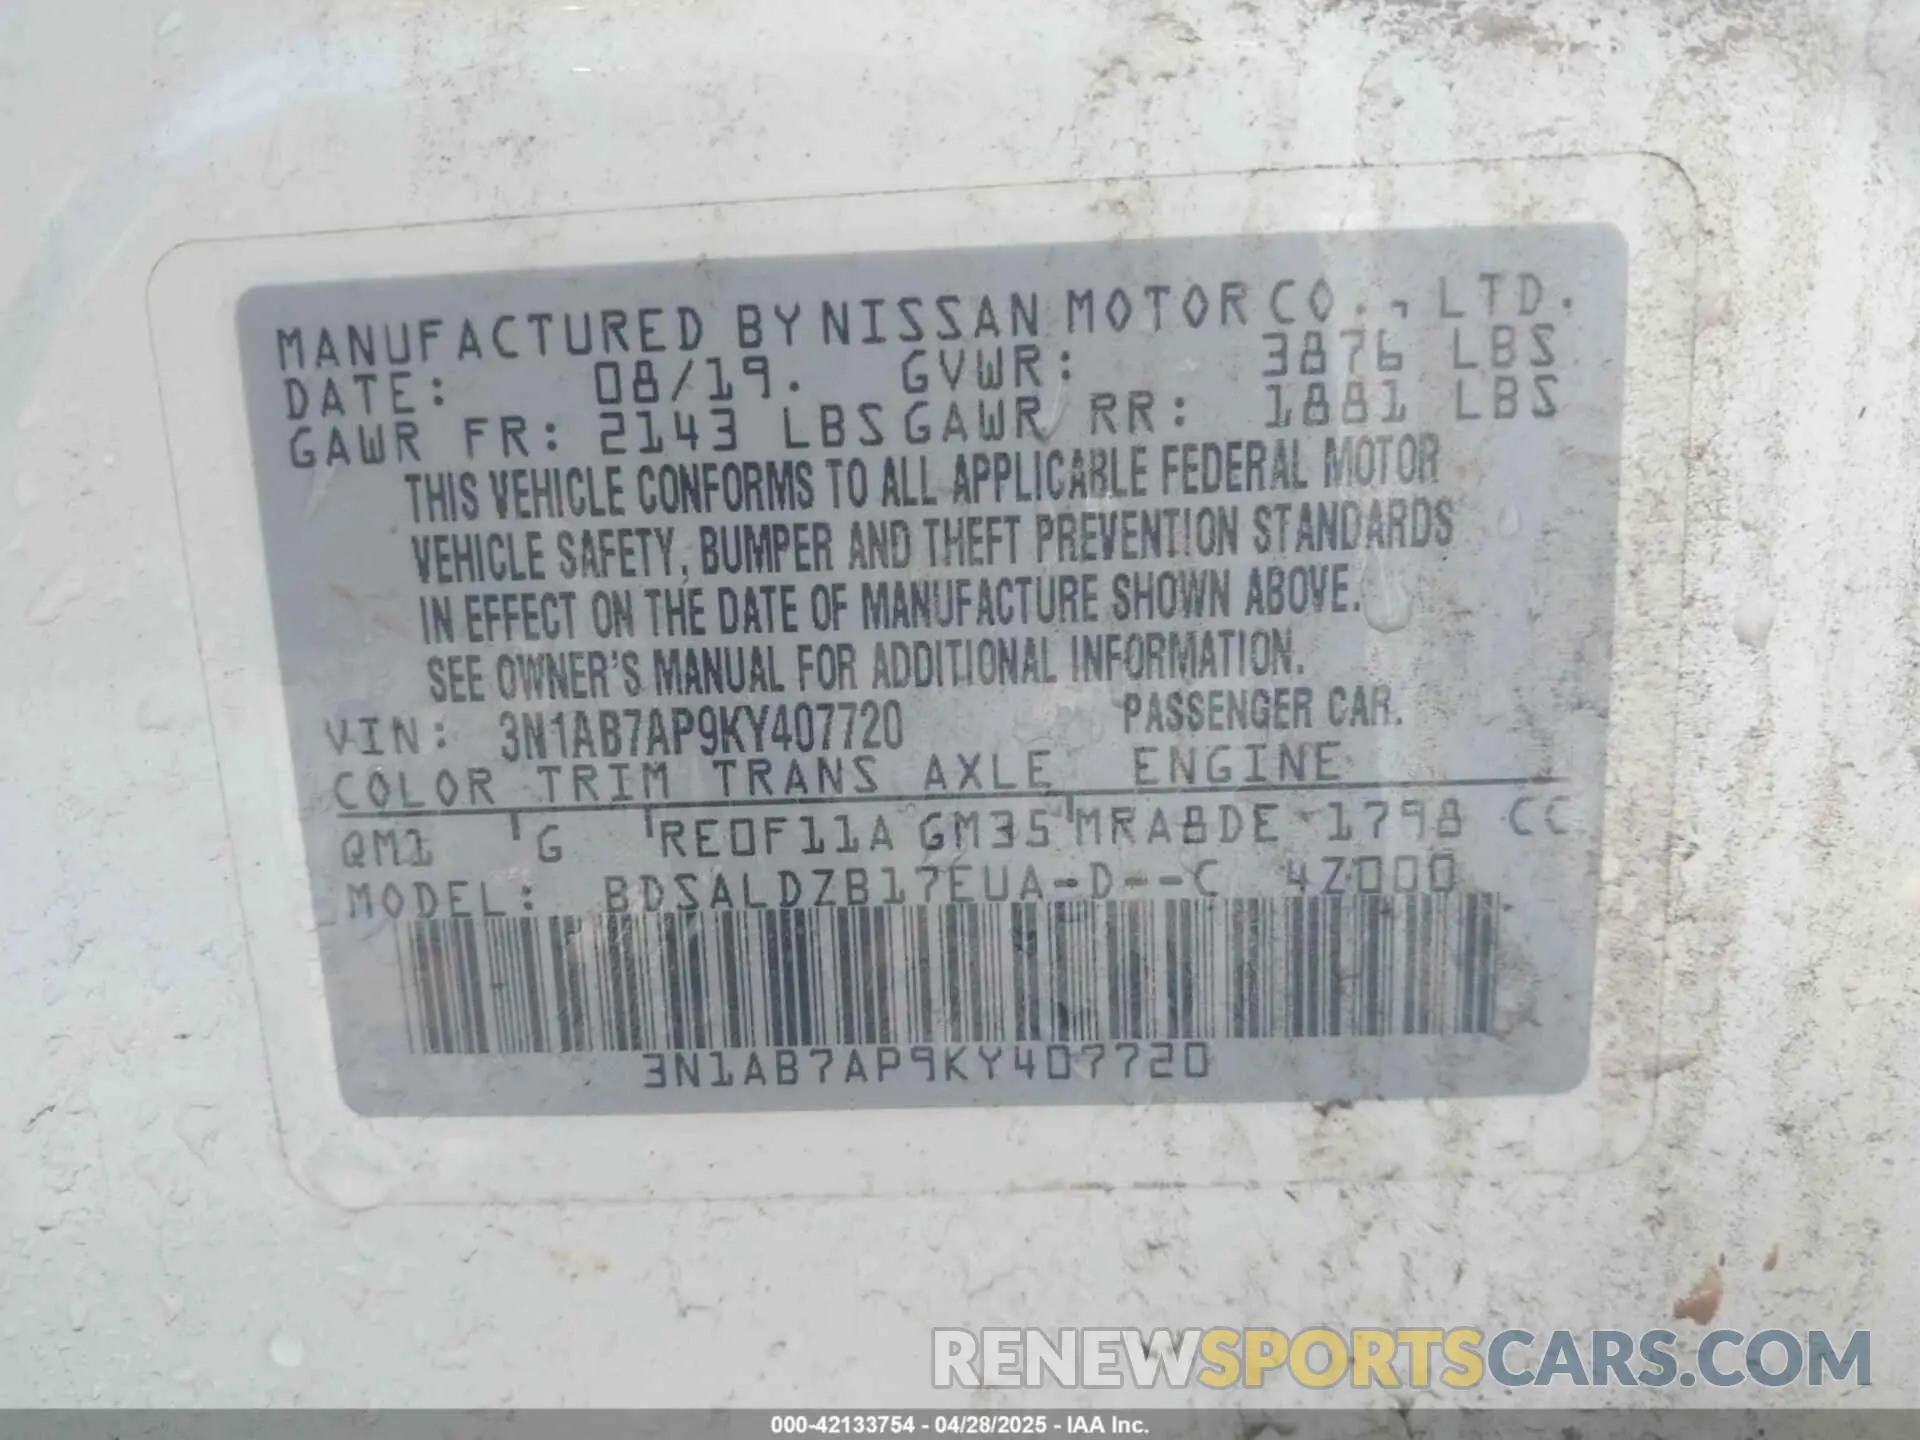 MANUFACTURED BY NISSAN MOTOR CO., LTD.
DATE: 08/19. GVWR: 3876 LBS
GAWR FR: 2143 LBS GAWR RR: 1881 LBS
THIS VEHICLE CONFORMS TO ALL APPLICABLE FEDERAL MOTOR
VEHICLE SAFETY, BUMPER AND THEFT PREVENTION STANDARDS
IN EFFECT ON THE DATE OF MANUFACTURE SHOWN ABOVE.
SEE OWNER'S MANUAL FOR ADDITIONAL INFORMATION.
VIN: 3N1AB7AP9KY407720 PASSENGER CAR.
COLOR TRIM TRANS AXLE ENGINE
QM1 G RE0F11A GM35 MRA8DE 1798 CC
MODEL: BDSALDZB17EUA-D--C 4Z000
3N1AB7AP9KY407720
RENEWSPORTSCARS.COM
000-42133754 - 04/28/2025 - IAA Inc.